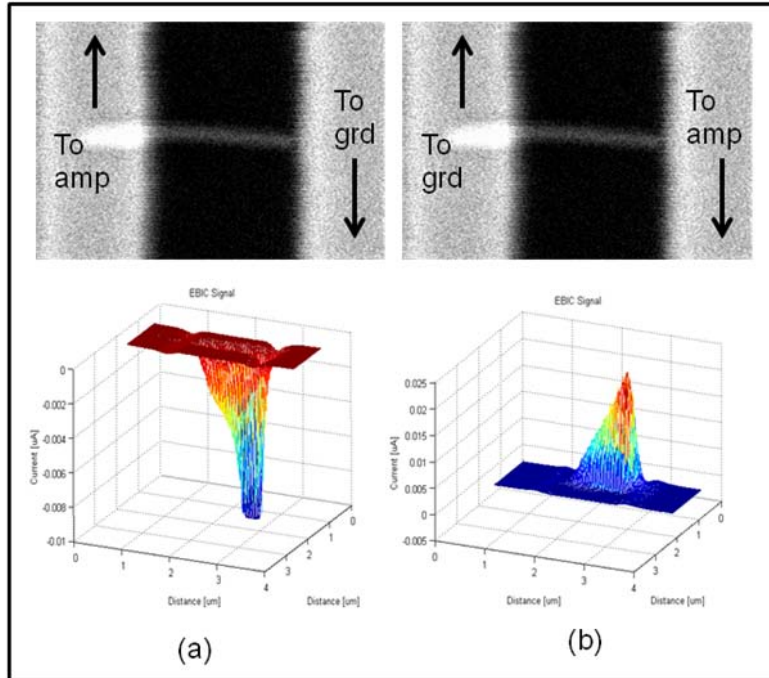 To
amp
To
grd
To
grd
To
amp
EBIC Signal
0
-0.002
-0.004
-0.006
-0.008
-0.01
Current [uA]
0
1
2
3
4
Distance [um]
3
2
1
0
Distance [um]
(a)
EBIC Signal
0.025
0.02
0.015
0.01
0.005
0
-0.005
Current [uA]
0
1
2
3
4
Distance [um]
3
2
1
0
Distance [um]
(b)